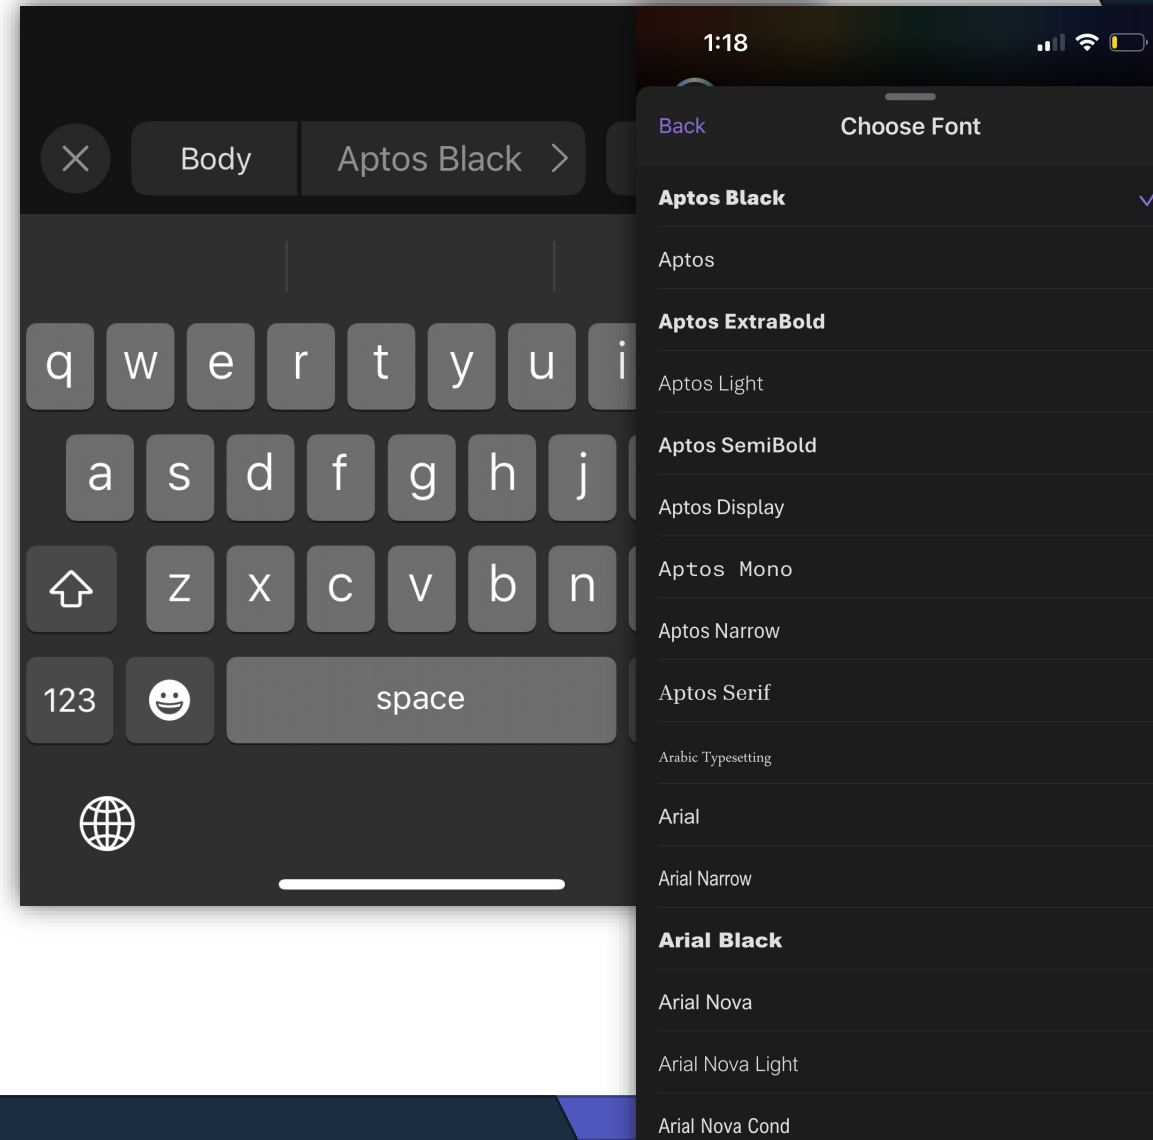 Body
Aptos Black
q w e r t y u i
a s d f g h j
z x c v b n
123
space
1:18
Back
Choose Font
Aptos Black
Aptos
Aptos ExtraBold
Aptos Light
Aptos SemiBold
Aptos Display
Aptos Mono
Aptos Narrow
Aptos Serif
Arabic Typesetting
Arial
Arial Narrow
Arial Black
Arial Nova
Arial Nova Light
Arial Nova Cond